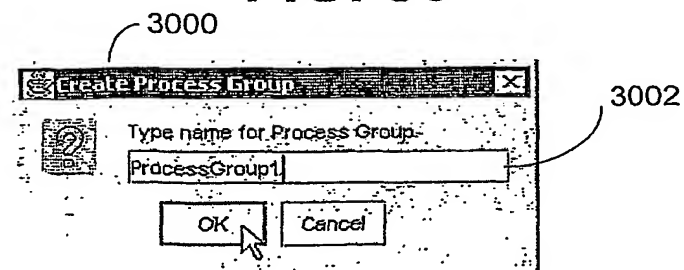 3000
Create Process Group
3002
Type name for Process Group
ProcessGroup1
OK Cancel